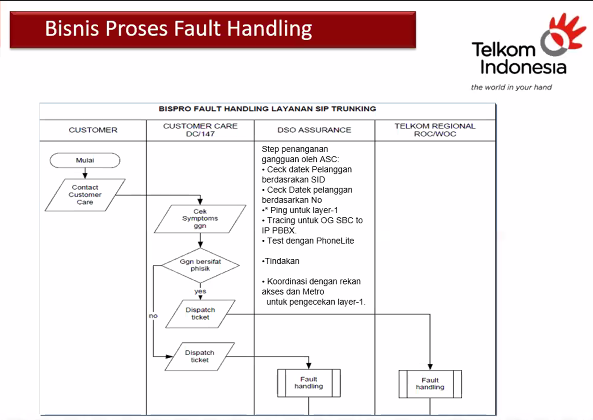 Bisnis Proses Fault Handling
Telkom
Indonesia
the world in your hand
BISPRO FAULT HANDLING LAYANAN SIP TRUNKING
CUSTOMER
CUSTOMER CARE
DC/147
DSO ASSURANCE
TELKOM REGIONAL
ROC/WOC
Mulai
Contact
Customer
Care
Cek
Symptoms
ggn
Ggn bersifat
phisik
yes
no
Dispatch
ticket
Dispatch
ticket
Step penanganan
gangguan oleh ASC:
• Ceck datek Pelanggan
berdasrakan SID
• Ceck Datek pelanggan
berdasarkan No
•* Ping untuk layer-1
• Tracing untuk OG SBC to
IP PBBX.
• Test dengan PhoneLite
•Tindakan
• Koordinasi dengan rekan
akses dan Metro
untuk pengecekan layer-1.
Fault
handling
Fault
handling